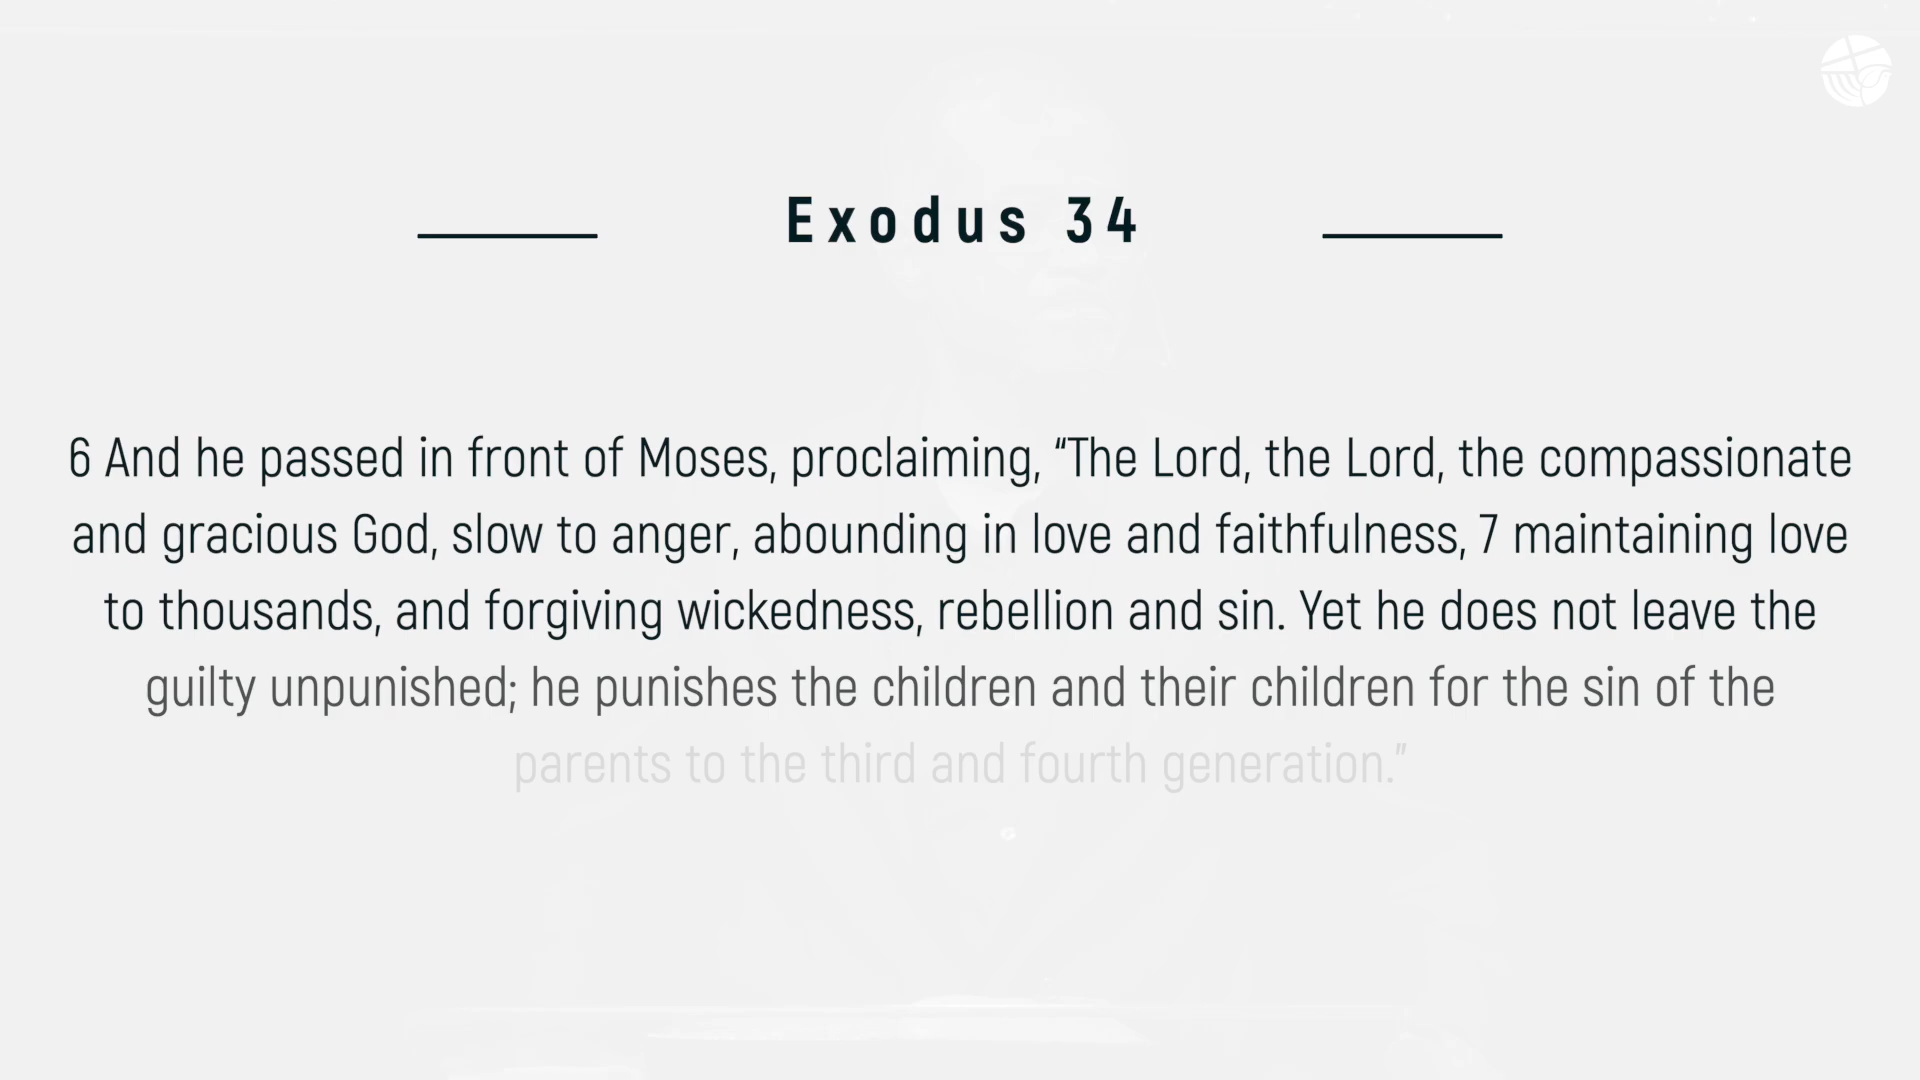 Exodus 34
6 And he passed in front of Moses, proclaiming, “The Lord, the Lord, the compassionate
and gracious God, slow to anger, abounding in love and faithfulness, 7 maintaining love
to thousands, and forgiving wickedness, rebellion and sin. Yet he does not leave the
guilty unpunished; he punishes the children and their children for the sin of the
parents to the third and fourth generation.”